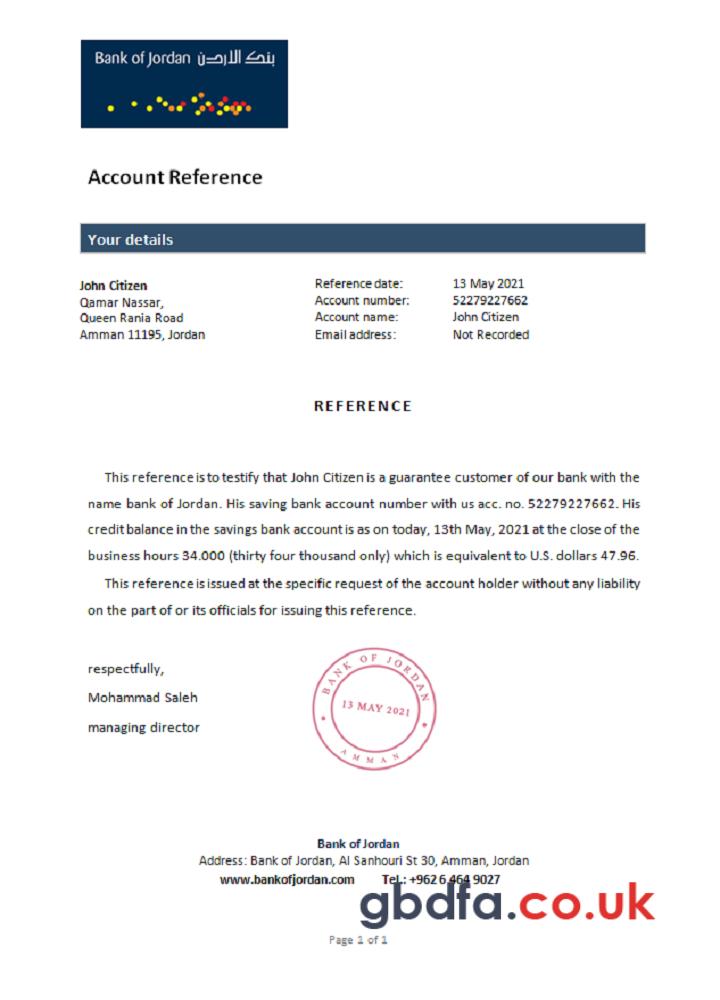 Bank of Jordan بنك الأردن
Account Reference
Your details
John Citizen
Qamar Nassar,
Queen Rania Road
Amman 11195, Jordan
Reference date: 13 May 2021
Account number: 52279227662
Account name: John Citizen
Email address: Not Recorded
REFERENCE
This reference is to testify that John Citizen is a guarantee customer of our bank with the
name bank of Jordan. His saving bank account number with us acc. no. 52279227662. His
credit balance in the savings bank account is as on today, 13th May, 2021 at the close of the
business hours 34.000 (thirty four thousand only) which is equivalent to U.S. dollars 47.96.
This reference is issued at the specific request of the account holder without any liability
on the part of or its officials for issuing this reference.
respectfully,
Mohammad Saleh
managing director
BANK OF JORDAN
13 MAY 2021
AMMAN
Bank of Jordan
Address: Bank of Jordan, Al Sanhouri St 30, Amman, Jordan
www.bankofjordan.com Tel.: +962 6 464 9027
gbdfa.co.uk
Page 1 of 1